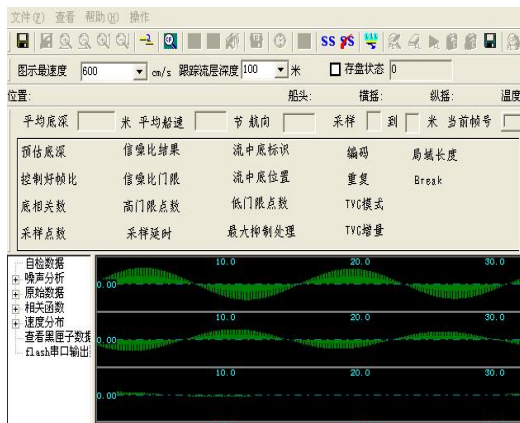 文件(F) 查看 帮助(H) 操作
SS SS
图示最速度 600 cm/s 跟踪流层深度 100 米 存盘状态 0
位置: 船头: 横摇: 纵摇: 温度
平均底深 米 平均船速 节 航向 采样 到 米 当前帧号
预估底深 信噪比结果 流中底标识 编码 局域长度
控制好帧比 信噪比门限 流中底位置 重复 Break
底相关数 高门限点数 低门限点数 TVG模式
采样点数 采样延时 最大抑制处理 TVG增量
自检数据
噪声分析
原始数据
相关函数
速度分布
查看黑匣子数据
flash串口输出
10.0 20.0 30.0
0.00
10.0 20.0 30.0
0.00
10.0 20.0 30.0
0.00